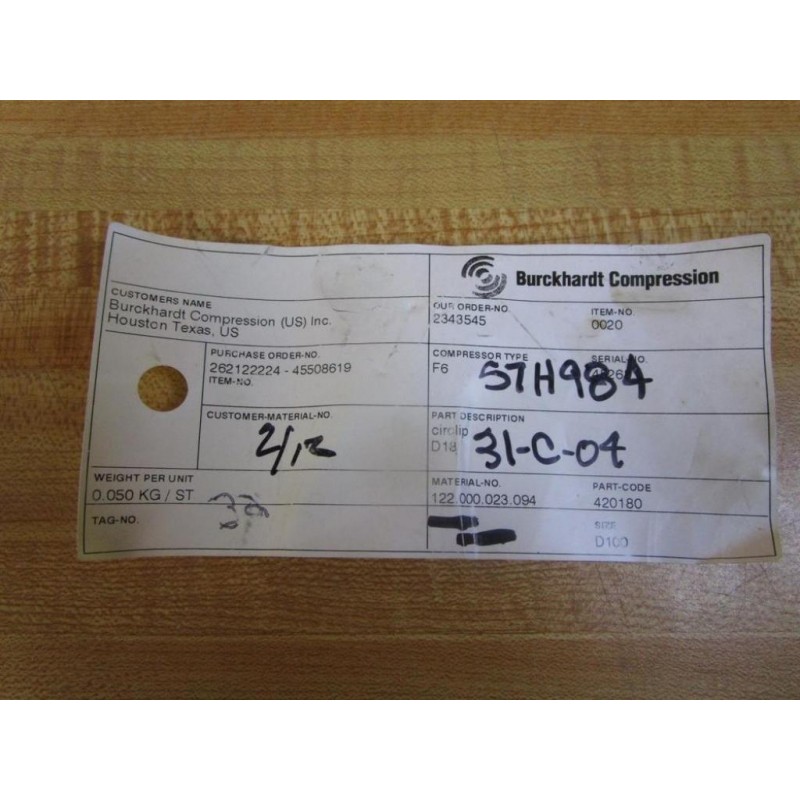 Burckhardt Compression
CUSTOMERS NAME
Burckhardt Compression (US) Inc.
Houston Texas, US
OUR ORDER-NO.
2343545
ITEM-NO
0020
PURCHASE ORDER-NO.
262122224 - 45508619
ITEM-NO.
COMPRESSOR TYPE
F6
SERIAL-NO.
57H984
CUSTOMER-MATERIAL-NO.
PART DESCRIPTION
circlip
D18
31-C-04
WEIGHT PER UNIT
0.050 KG / ST
MATERIAL-NO.
122.000.023.094
PART-CODE
420180
TAG-NO.
SIZE
D100